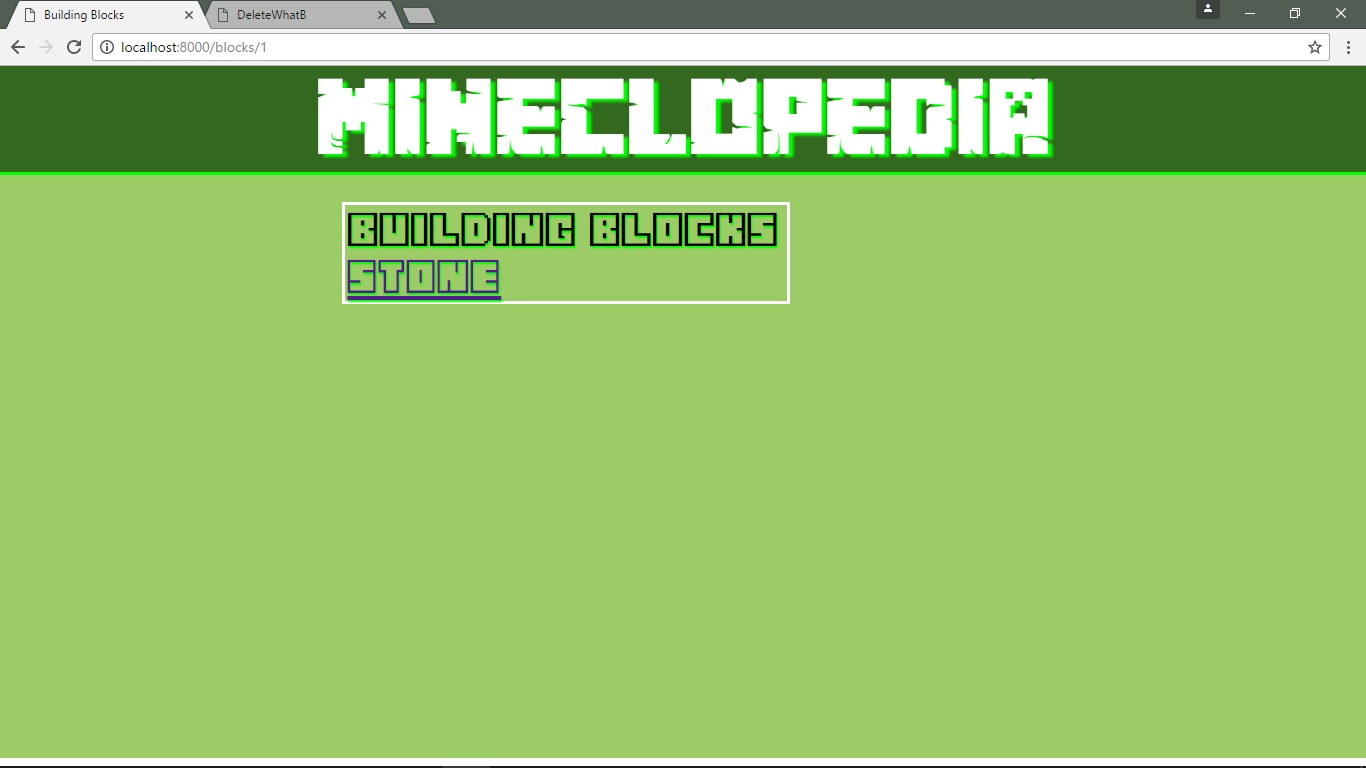 Building Blocks
DeleteWhatB
localhost:8000/blocks/1
MINECLOPEDIA
BUILDING BLOCKS
STONE